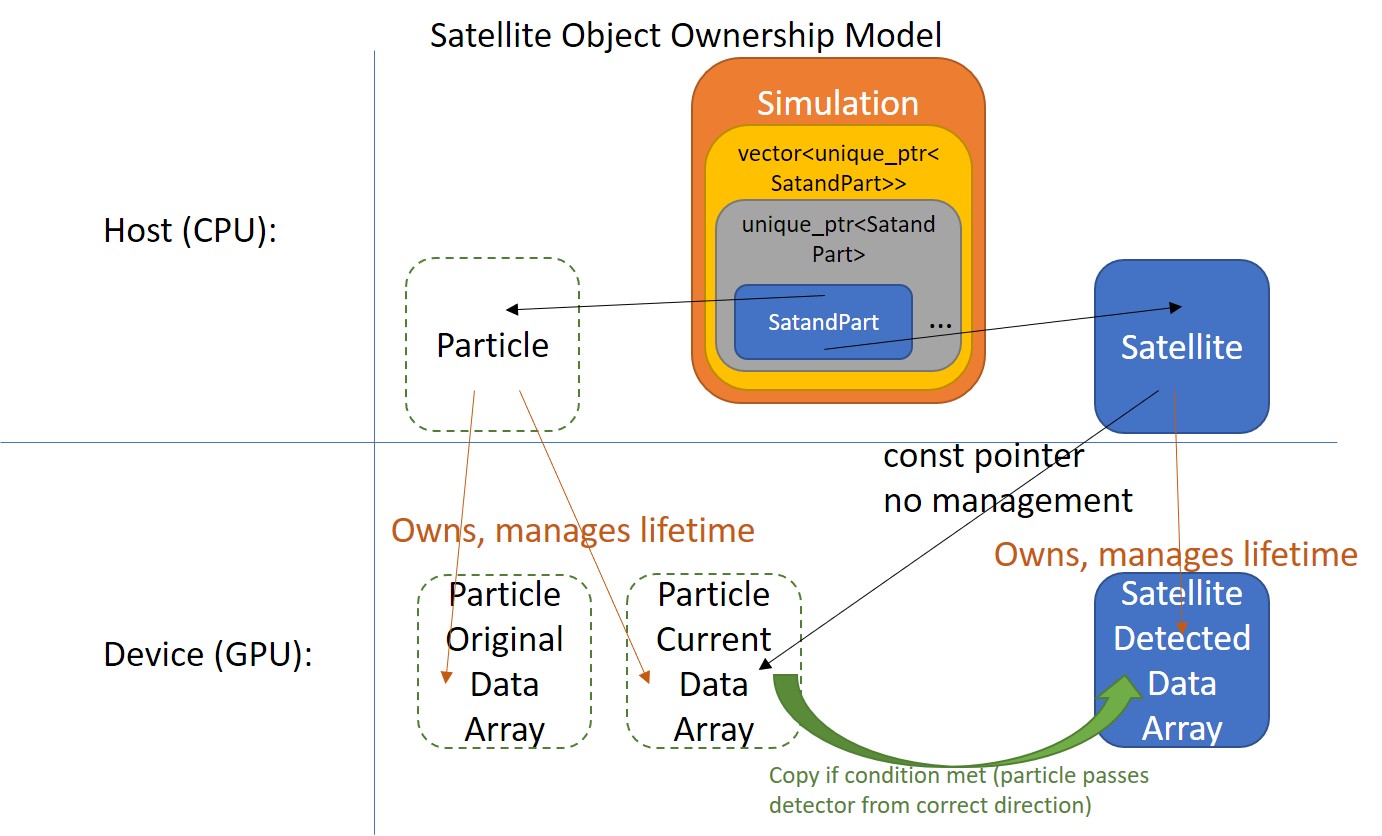 Satellite Object Ownership Model
Simulation
vector<unique_ptr<
SatandPart>>
unique_ptr<Satand
Part>
SatandPart
...
Host (CPU):
Particle
Satellite
const pointer
no management
Owns, manages lifetime
Owns, manages lifetime
Device (GPU):
Particle
Original
Data
Array
Particle
Current
Data
Array
Satellite
Detected
Data
Array
Copy if condition met (particle passes
detector from correct direction)